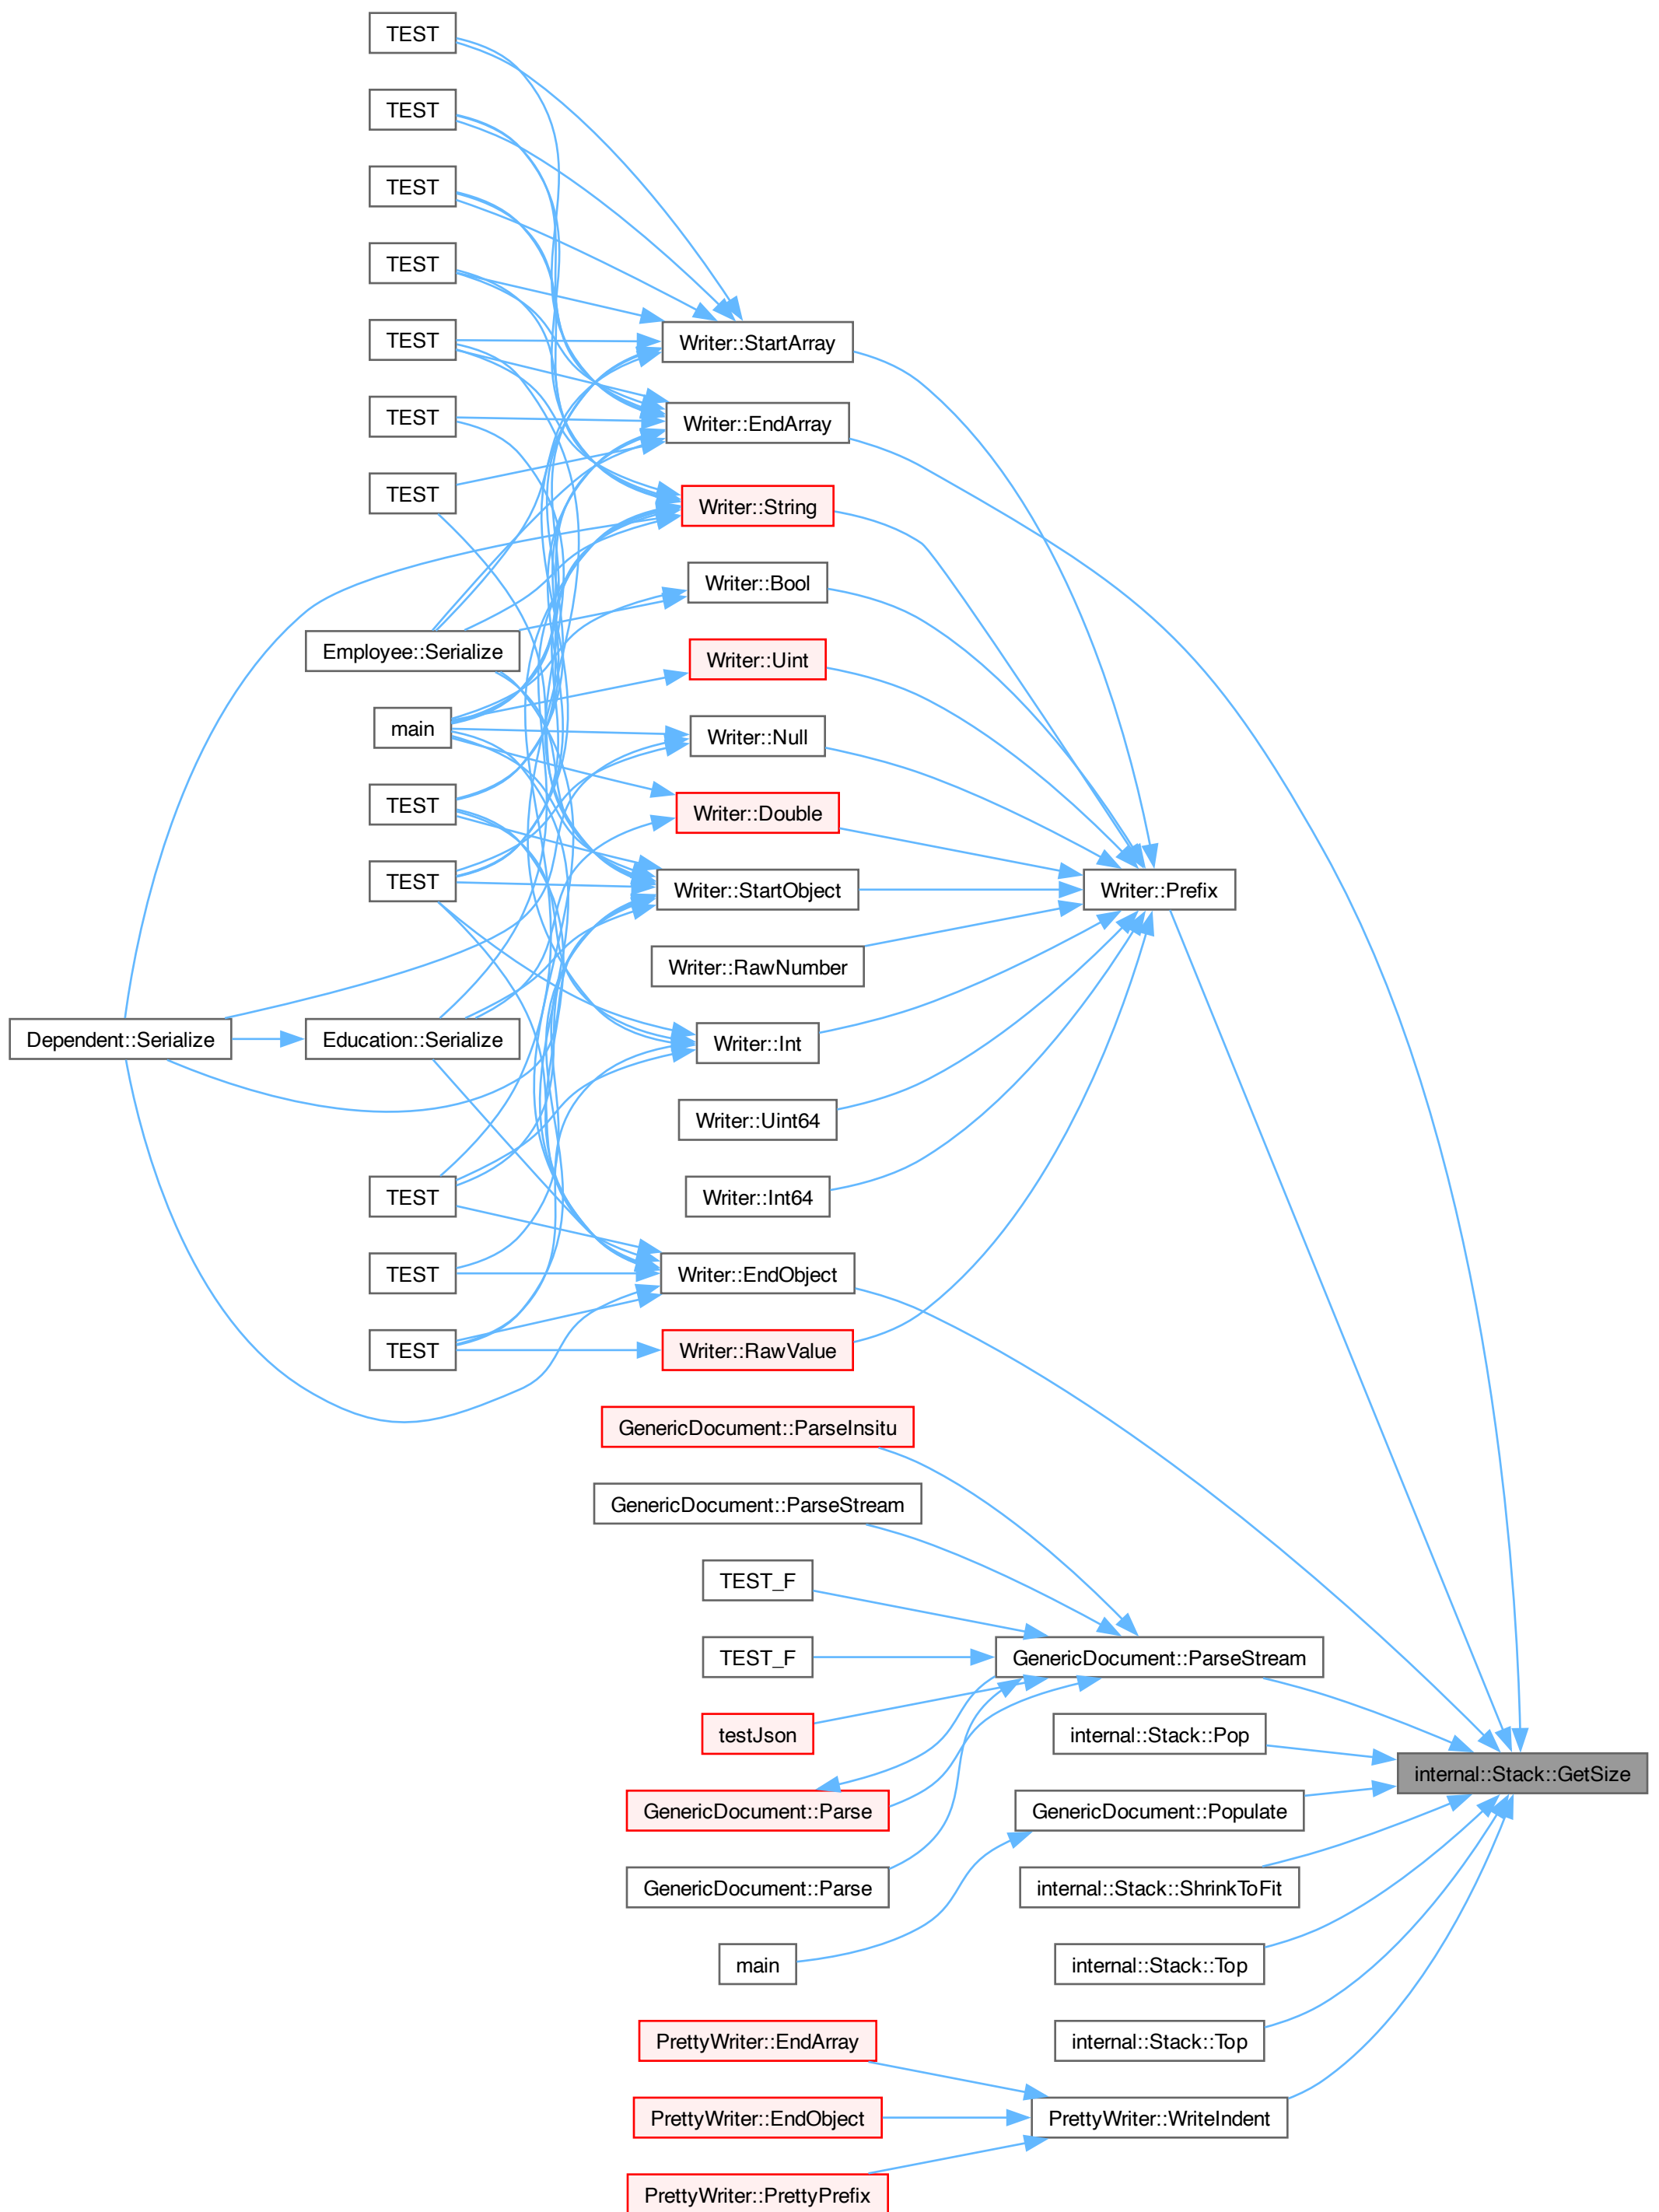 TEST
TEST
TEST
TEST
TEST
TEST
TEST
Employee::Serialize
main
TEST
TEST
Dependent::Serialize
Education::Serialize
TEST
TEST
TEST
Writer::StartArray
Writer::EndArray
Writer::String
Writer::Bool
Writer::Uint
Writer::Null
Writer::Double
Writer::StartObject
Writer::RawNumber
Writer::Int
Writer::Uint64
Writer::Int64
Writer::EndObject
Writer::RawValue
Writer::Prefix
GenericDocument::ParseInsitu
GenericDocument::ParseStream
TEST_F
TEST_F
testJson
GenericDocument::Parse
GenericDocument::Parse
main
PrettyWriter::EndArray
PrettyWriter::EndObject
PrettyWriter::PrettyPrefix
GenericDocument::ParseStream
internal::Stack::Pop
GenericDocument::Populate
internal::Stack::ShrinkToFit
internal::Stack::Top
internal::Stack::Top
PrettyWriter::WriteIndent
internal::Stack::GetSize